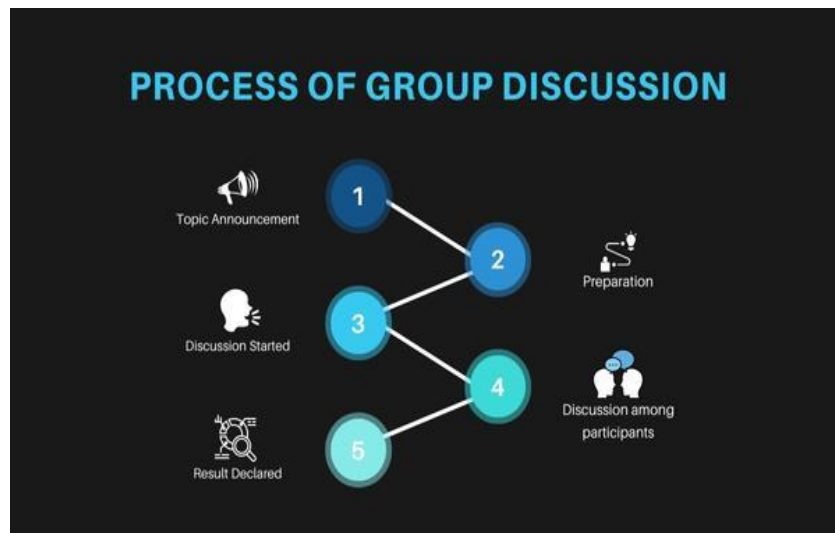 PROCESS OF GROUP DISCUSSION
1
Topic Announcement
2
Preparation
3
Discussion Started
4
Discussion among
participants
5
Result Declared